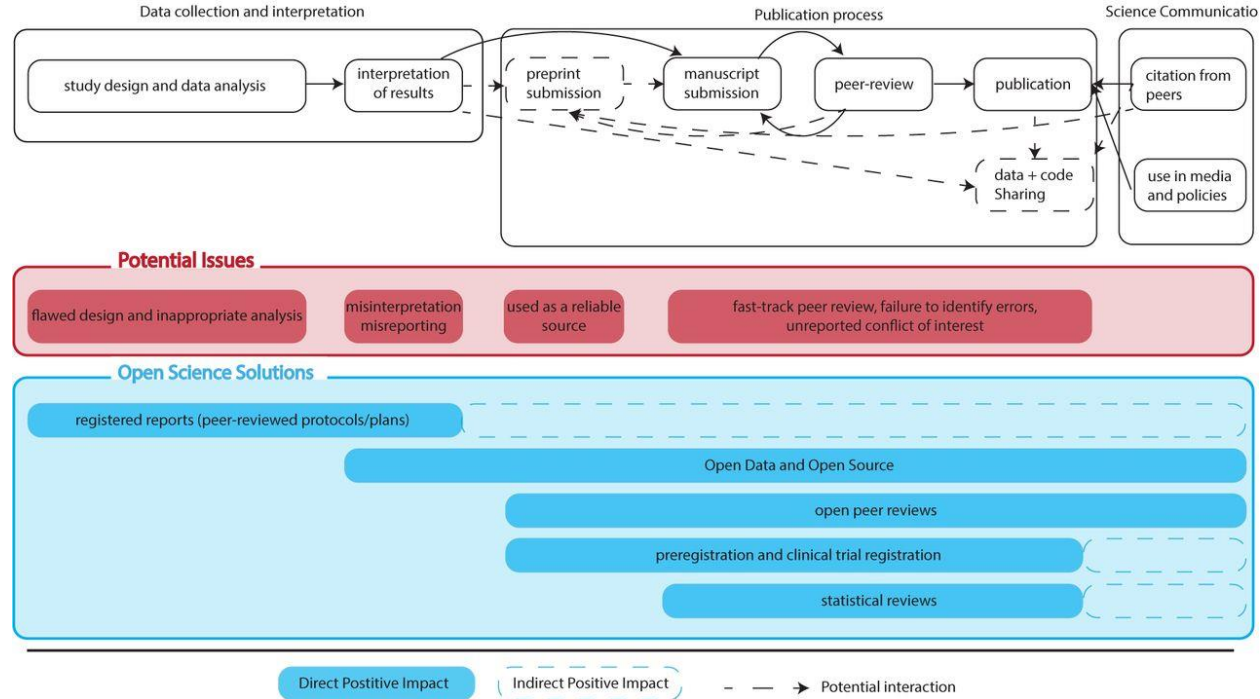 Data collection and interpretation
Publication process
Science Communicatio
study design and data analysis
interpretation
of results
preprint
submission
manuscript
submission
peer-review
publication
citation from
peers
data + code
Sharing
use in media
and policies
Potential Issues
flawed design and inappropriate analysis
misinterpretation
misreporting
used as a reliable
source
fast-track peer review, failure to identify errors,
unreported conflict of interest
Open Science Solutions
registered reports (peer-reviewed protocols/plans)
Open Data and Open Source
open peer reviews
preregistration and clinical trial registration
statistical reviews
Direct Postitive Impact
Indirect Positive Impact
Potential interaction